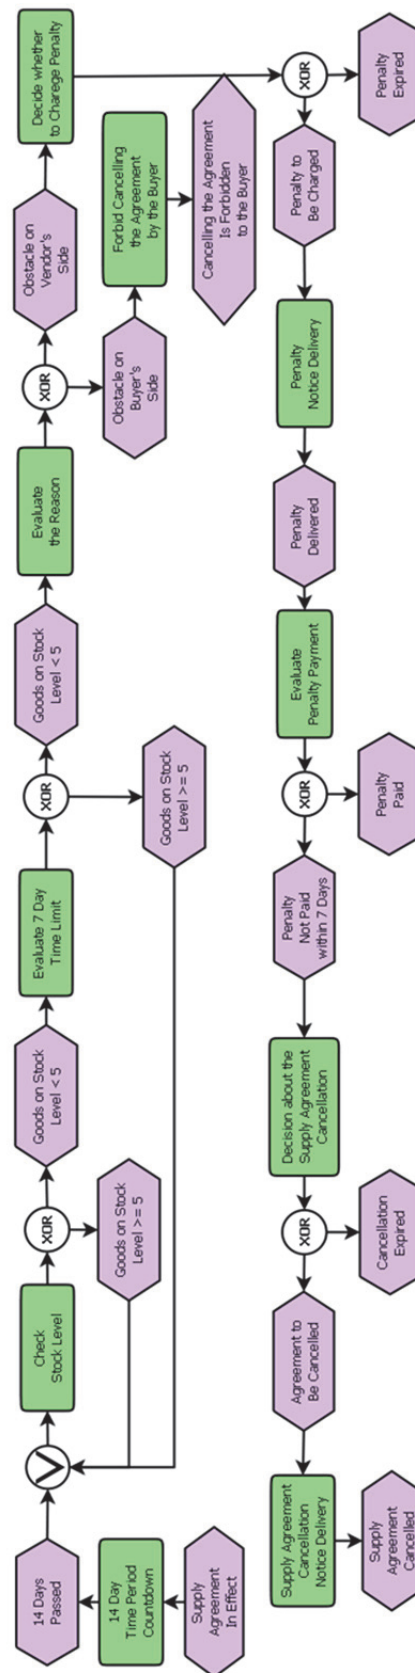 Supply
Agreement
In Effect
14 Day
Time Period
Countdown
14 Days
Passed
V
Check
Stock Level
XOR
Goods on Stock
Level >= 5
Goods on Stock
Level < 5
Evaluate 7 Day
Time Limit
XOR
Goods on Stock
Level >= 5
Goods on Stock
Level < 5
Evaluate
the Reason
XOR
Obstacle on
Buyer's
Side
Forbid Cancelling
the Agreement
by the Buyer
Cancelling the Agreement
Is Forbidden
to the Buyer
Obstacle on
Vendor's
Side
Decide whether
to Charege Penalty
XOR
Penalty
Expired
Penalty to
Be Charged
Penalty
Notice Delivery
Penalty
Delivered
Evaluate
Penalty Payment
XOR
Penalty
Paid
Penalty
Not Paid
within 7 Days
Decision about the
Supply Agreement
Cancellation
XOR
Cancellation
Expired
Agreement to
Be Cancelled
Supply Agreement
Cancellation
Notice Delivery
Supply
Agreement
Cancelled